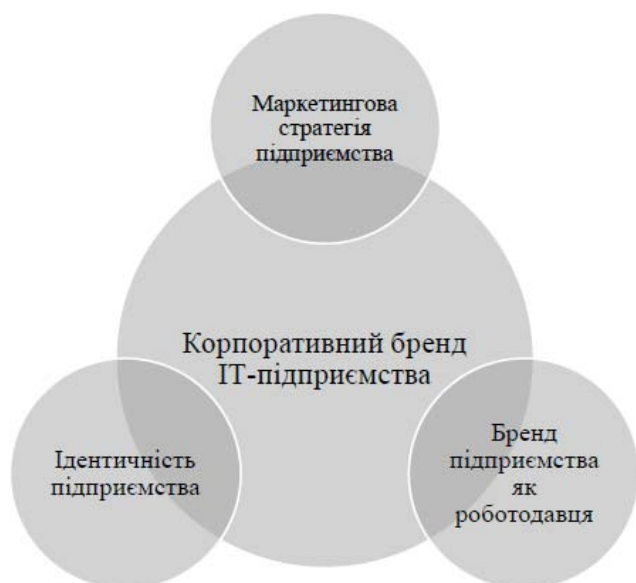 Маркетингова
стратегія
підприємства
Корпоративний бренд
ІТ-підприємства
Ідентичність
підприємства
Бренд
підприємства
як
роботодавця